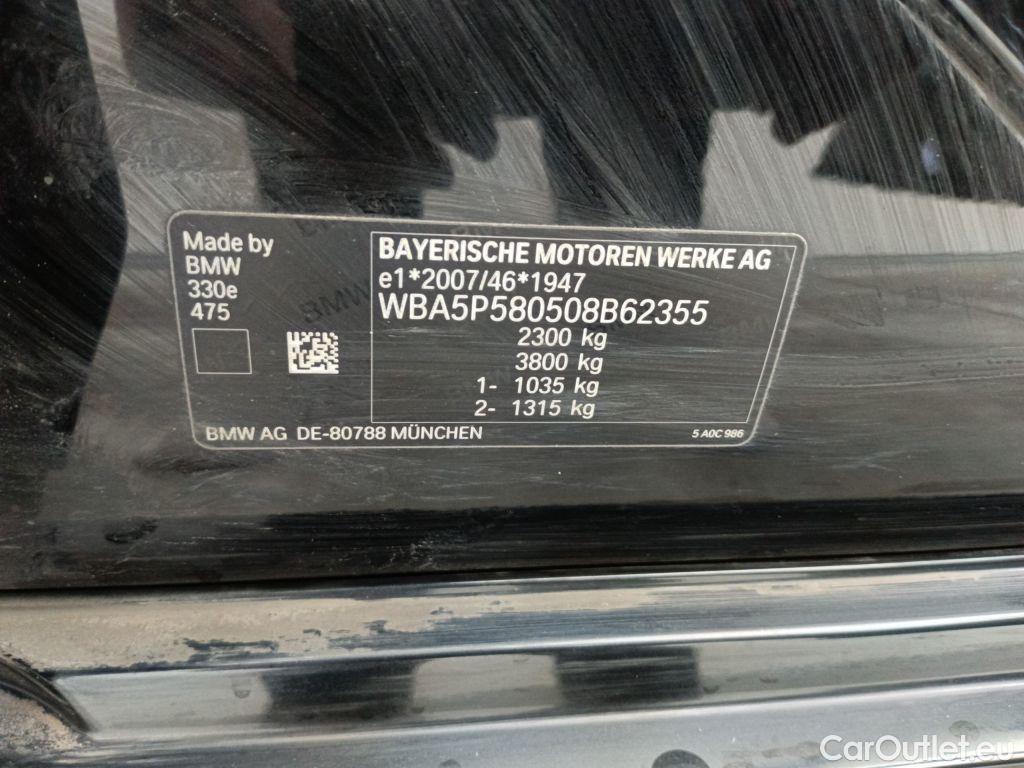 Made by
BMW
330e
475
BAYERISCHE MOTOREN WERKE AG
e1*2007/46*1947
WBA5P580508B62355
2300 kg
3800 kg
1- 1035 kg
2- 1315 kg
BMW AG DE-80788 MÜNCHEN
5 A0C 986
CarOutlet.eu